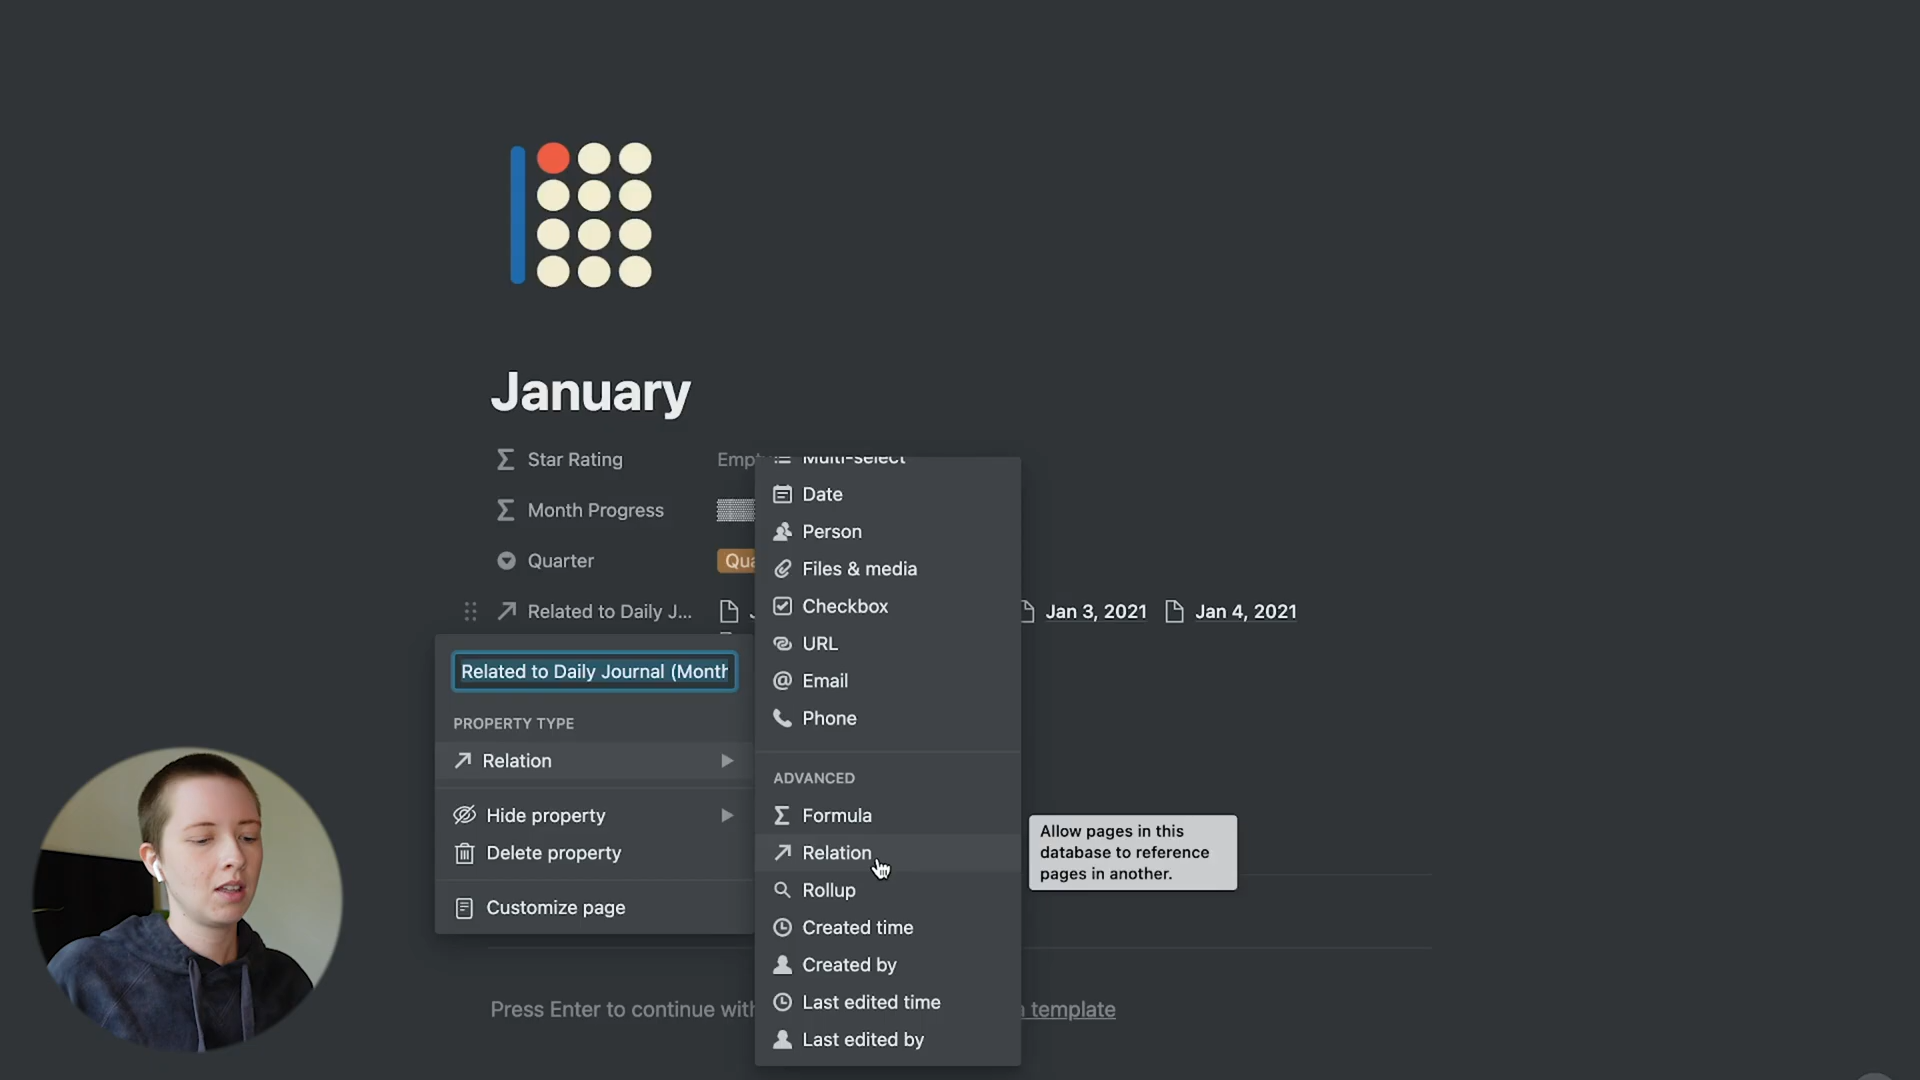 January
Star Rating
Month Progress
Quarter
Related to Daily J...
Jan 3, 2021
Jan 4, 2021
Related to Daily Journal (Month
PROPERTY TYPE
Relation
Hide property
Delete property
Customize page
Multi-select
Date
Person
Files & media
Checkbox
URL
Email
Phone
ADVANCED
Formula
Relation
Rollup
Created time
Created by
Last edited time
Last edited by
Allow pages in this
database to reference
pages in another.
Press Enter to continue
template